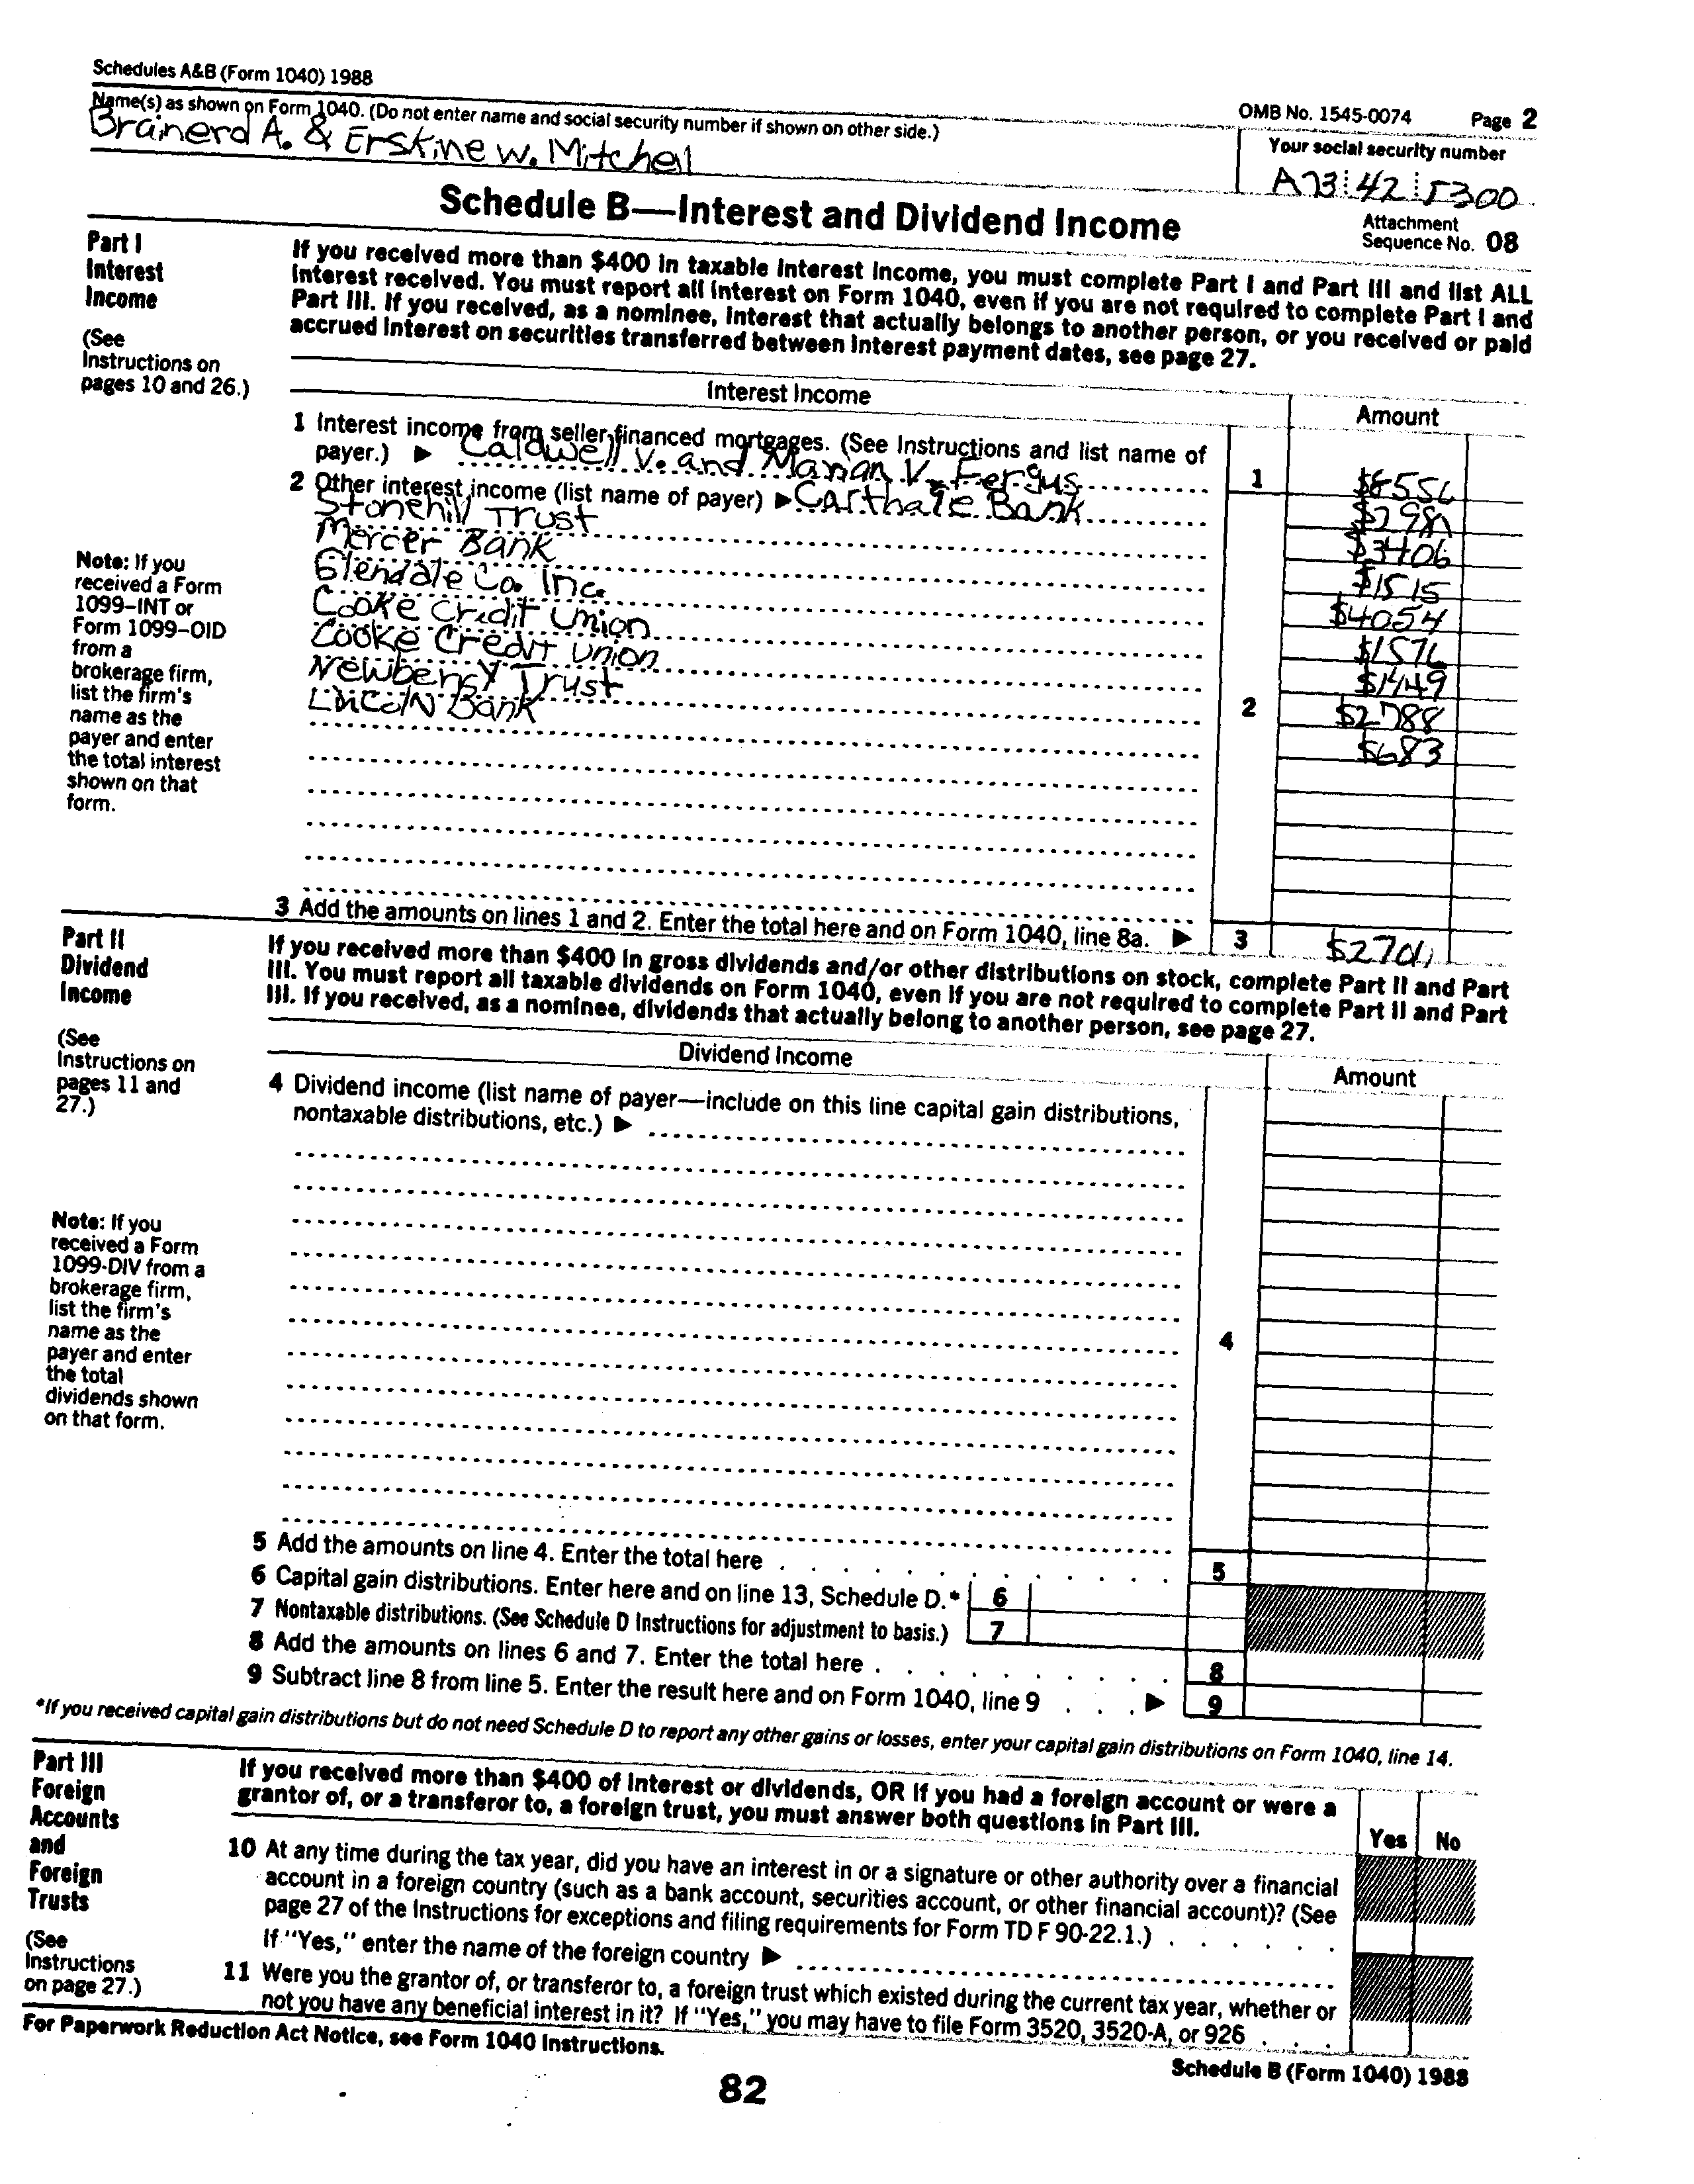 Schedules A&B (Form 1040) 1988
OMB No. 1545-0074 Page 2
Name(s) as shown on Form 1040. (Do not enter name and social security number if shown on other side.)
Your social security number
Brainerd A. & Erskine W. Mitchell
42 5300
Schedule B—Interest and Dividend Income
Attachment
Sequence No. 08
Part I
Interest
Income
(See
Instructions on
pages 10 and 26.)
If you received more than $400 in taxable interest income, you must complete Part I and Part III and list ALL
interest received. You must report all interest on Form 1040, even if you are not required to complete Part I and
Part III. If you received, as a nominee, interest that actually belongs to another person, or you received or paid
accrued interest on securities transferred between interest payment dates, see page 27.
Interest Income
Amount
1 Interest income from seller-financed mortgages. (See Instructions and list name of
payer.) ▶ Caldwell V. and Marian V. Fergus
1
2 Other interest income (list name of payer) ▶ Carthage Bank
Stonehill Trust
$3406
Mercer Bank
$1515
Glendale Co. Inc.
$4054
Cooke Credit Union
$1576
Cooke Credit Union
$1449
Newberry Trust
2 $2788
Lincoln Bank
$683
Note: If you
received a Form
1099–INT or
Form 1099–OID
from a
brokerage firm,
list the firm's
name as the
payer and enter
the total interest
shown on that
form.
3 Add the amounts on lines 1 and 2. Enter the total here and on Form 1040, line 8a. ▶ 3
Part II
Dividend
Income
(See
Instructions on
pages 11 and
27.)
If you received more than $400 in gross dividends and/or other distributions on stock, complete Part II and Part
III. You must report all taxable dividends on Form 1040, even if you are not required to complete Part II and Part
III. If you received, as a nominee, dividends that actually belong to another person, see page 27.
Dividend Income
Amount
4 Dividend income (list name of payer—include on this line capital gain distributions,
nontaxable distributions, etc.) ▶
4
Note: If you
received a Form
1099-DIV from a
brokerage firm,
list the firm's
name as the
payer and enter
the total
dividends shown
on that form.
5 Add the amounts on line 4. Enter the total here . . . . . . . . . . . 5
6 Capital gain distributions. Enter here and on line 13, Schedule D.* 6
7 Nontaxable distributions. (See Schedule D Instructions for adjustment to basis.) 7
8 Add the amounts on lines 6 and 7. Enter the total here . . . . . . . . . 8
9 Subtract line 8 from line 5. Enter the result here and on Form 1040, line 9 . . . ▶ 9
*If you received capital gain distributions but do not need Schedule D to report any other gains or losses, enter your capital gain distributions on Form 1040, line 14.
Part III
Foreign
Accounts
and
Foreign
Trusts
(See
Instructions
on page 27.)
If you received more than $400 of interest or dividends, OR if you had a foreign account or were a
grantor of, or a transferor to, a foreign trust, you must answer both questions in Part III.
Yes No
10 At any time during the tax year, did you have an interest in or a signature or other authority over a financial
account in a foreign country (such as a bank account, securities account, or other financial account)? (See
page 27 of the Instructions for exceptions and filing requirements for Form TD F 90-22.1.) . . . . . .
If "Yes," enter the name of the foreign country ▶
11 Were you the grantor of, or transferor to, a foreign trust which existed during the current tax year, whether or
not you have any beneficial interest in it? If "Yes," you may have to file Form 3520, 3520-A, or 926 . . .
For Paperwork Reduction Act Notice, see Form 1040 Instructions.
Schedule B (Form 1040) 1988
82